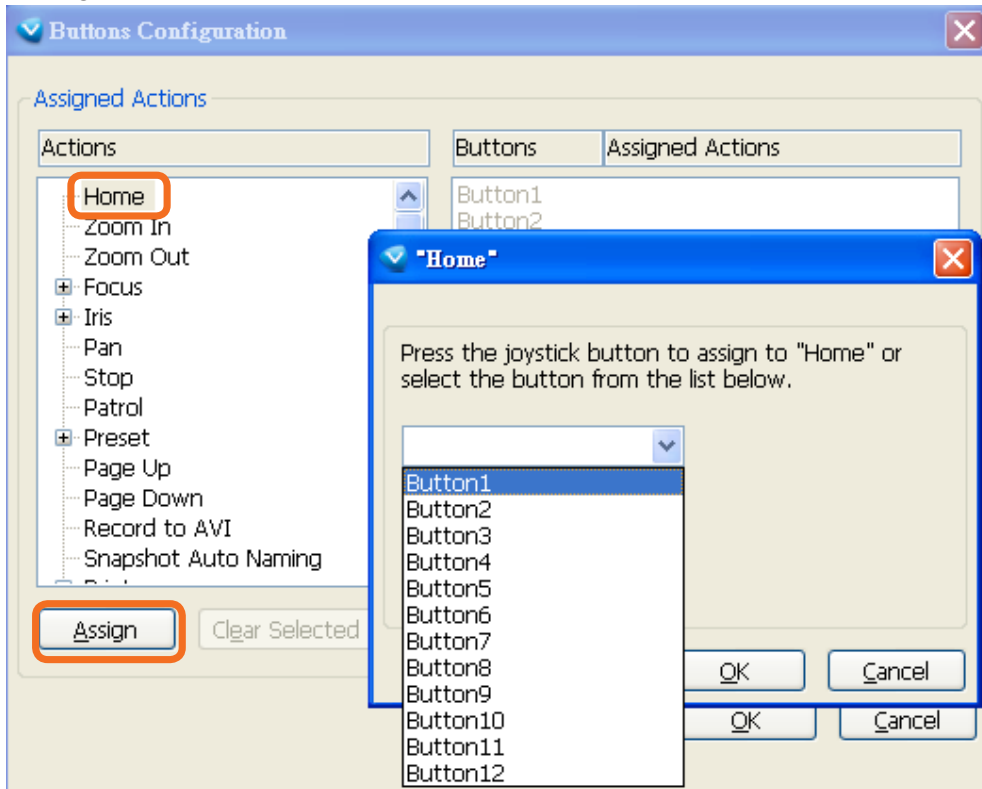 Buttons Configuration
Assigned Actions
Actions
Buttons
Assigned Actions
Home
Zoom In
Zoom Out
Focus
Iris
Pan
Stop
Patrol
Preset
Page Up
Page Down
Record to AVI
Snapshot Auto Naming
Button1
Button2
Assign
Clear Selected
"Home"
Press the joystick button to assign to "Home" or
select the button from the list below.
Button1
Button2
Button3
Button4
Button5
Button6
Button7
Button8
Button9
Button10
Button11
Button12
OK
Cancel
OK
Cancel